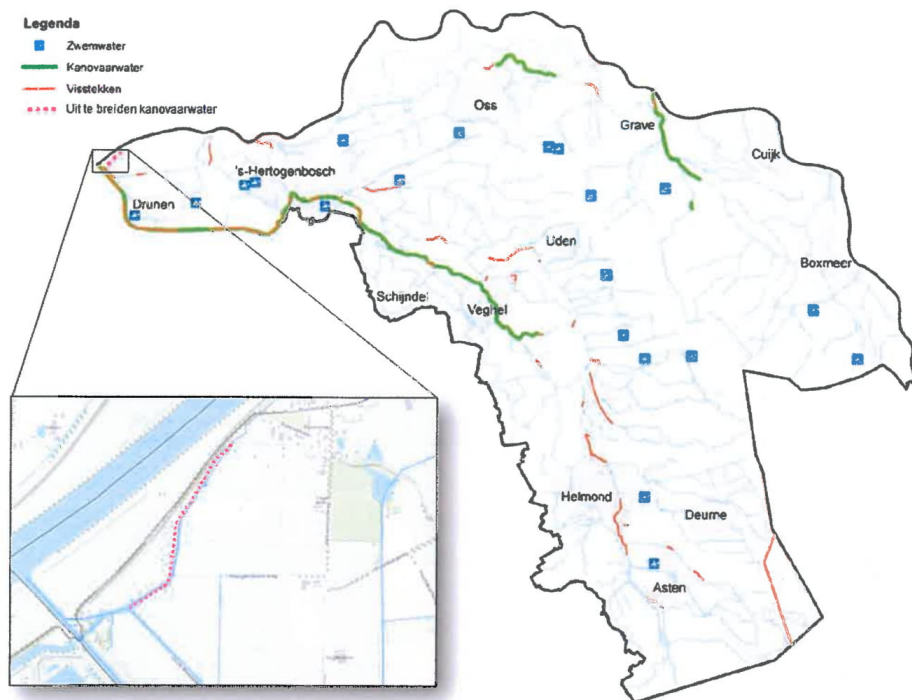 Legenda
Zwemwater
Kanovaarwater
Visstekken
Uit te breiden kanovaarwater
Oss
Grave
Cuijk
's-Hertogenbosch
Drunen
Uden
Boxmeer
Schijndel
Veghel
Helmond
Deurne
Asten